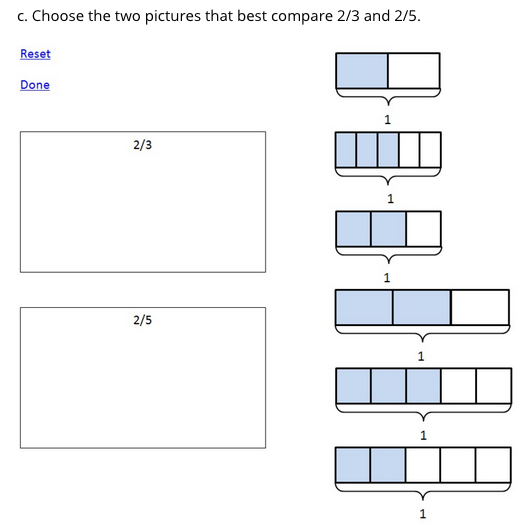 c. Choose the two pictures that best compare 2/3 and 2/5.
Reset
Done
2/3
2/5
1
1
1
1
1
1